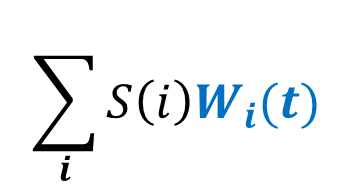 ∑ S(i)W_i(t)
i